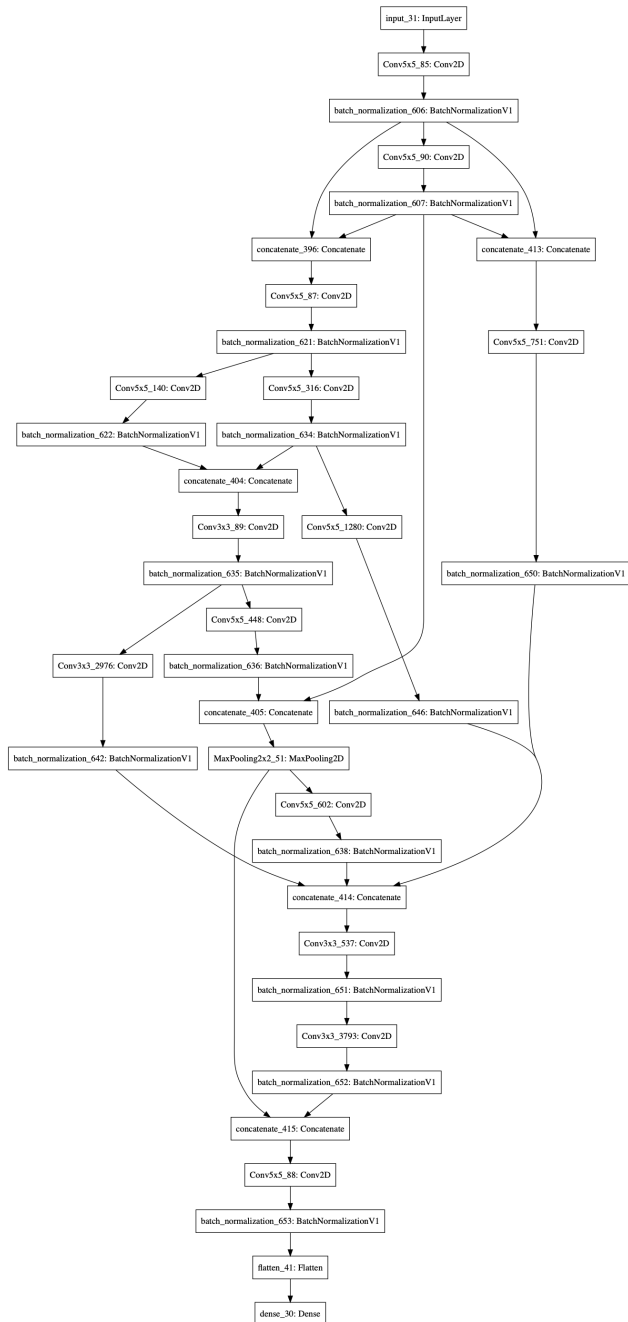 input_31: InputLayer
Conv5x5_85: Conv2D
batch_normalization_606: BatchNormalizationV1
Conv5x5_90: Conv2D
batch_normalization_607: BatchNormalizationV1
concatenate_396: Concatenate
concatenate_413: Concatenate
Conv5x5_87: Conv2D
batch_normalization_621: BatchNormalizationV1
Conv5x5_751: Conv2D
Conv5x5_140: Conv2D
Conv5x5_316: Conv2D
batch_normalization_622: BatchNormalizationV1
batch_normalization_634: BatchNormalizationV1
concatenate_404: Concatenate
Conv3x3_89: Conv2D
Conv5x5_1280: Conv2D
batch_normalization_635: BatchNormalizationV1
batch_normalization_650: BatchNormalizationV1
Conv5x5_448: Conv2D
Conv3x3_2976: Conv2D
batch_normalization_636: BatchNormalizationV1
concatenate_405: Concatenate
batch_normalization_646: BatchNormalizationV1
batch_normalization_642: BatchNormalizationV1
MaxPooling2x2_51: MaxPooling2D
Conv5x5_602: Conv2D
batch_normalization_638: BatchNormalizationV1
concatenate_414: Concatenate
Conv3x3_537: Conv2D
batch_normalization_651: BatchNormalizationV1
Conv3x3_3793: Conv2D
batch_normalization_652: BatchNormalizationV1
concatenate_415: Concatenate
Conv5x5_88: Conv2D
batch_normalization_653: BatchNormalizationV1
flatten_41: Flatten
dense_30: Dense